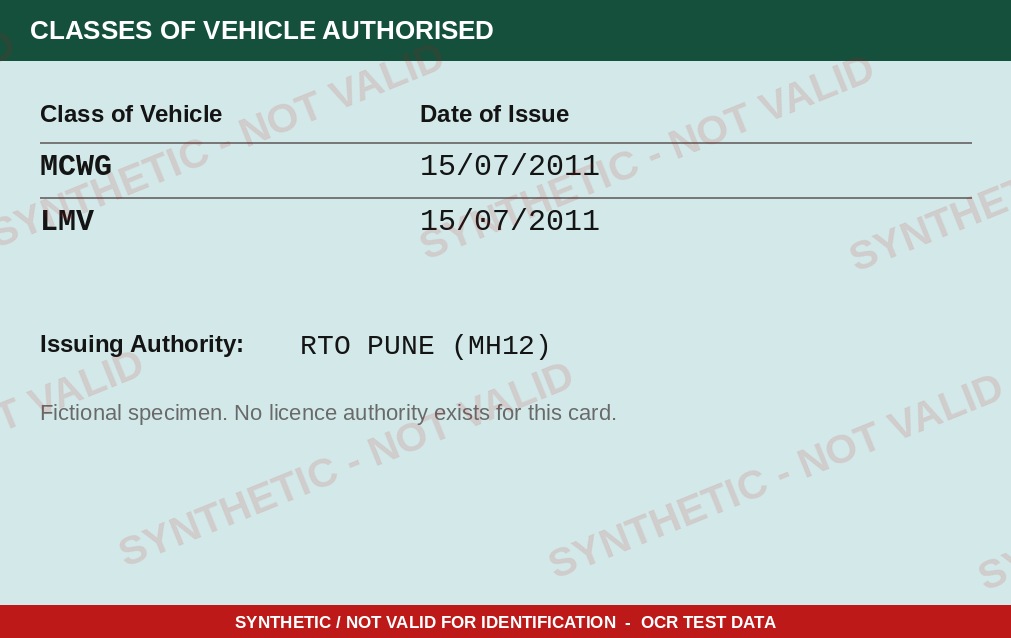 CLASSES OF VEHICLE AUTHORISED
Class of Vehicle Date of Issue
MCWG 15/07/2011
LMV 15/07/2011
Issuing Authority: RTO PUNE (MH12)
Fictional specimen. No licence authority exists for this card.
SYNTHETIC - NOT VALID
SYNTHETIC - NOT VALID
SYNTHETIC - NOT VALID
SYNTHETIC - NOT VALID
SYNTHETIC / NOT VALID FOR IDENTIFICATION - OCR TEST DATA